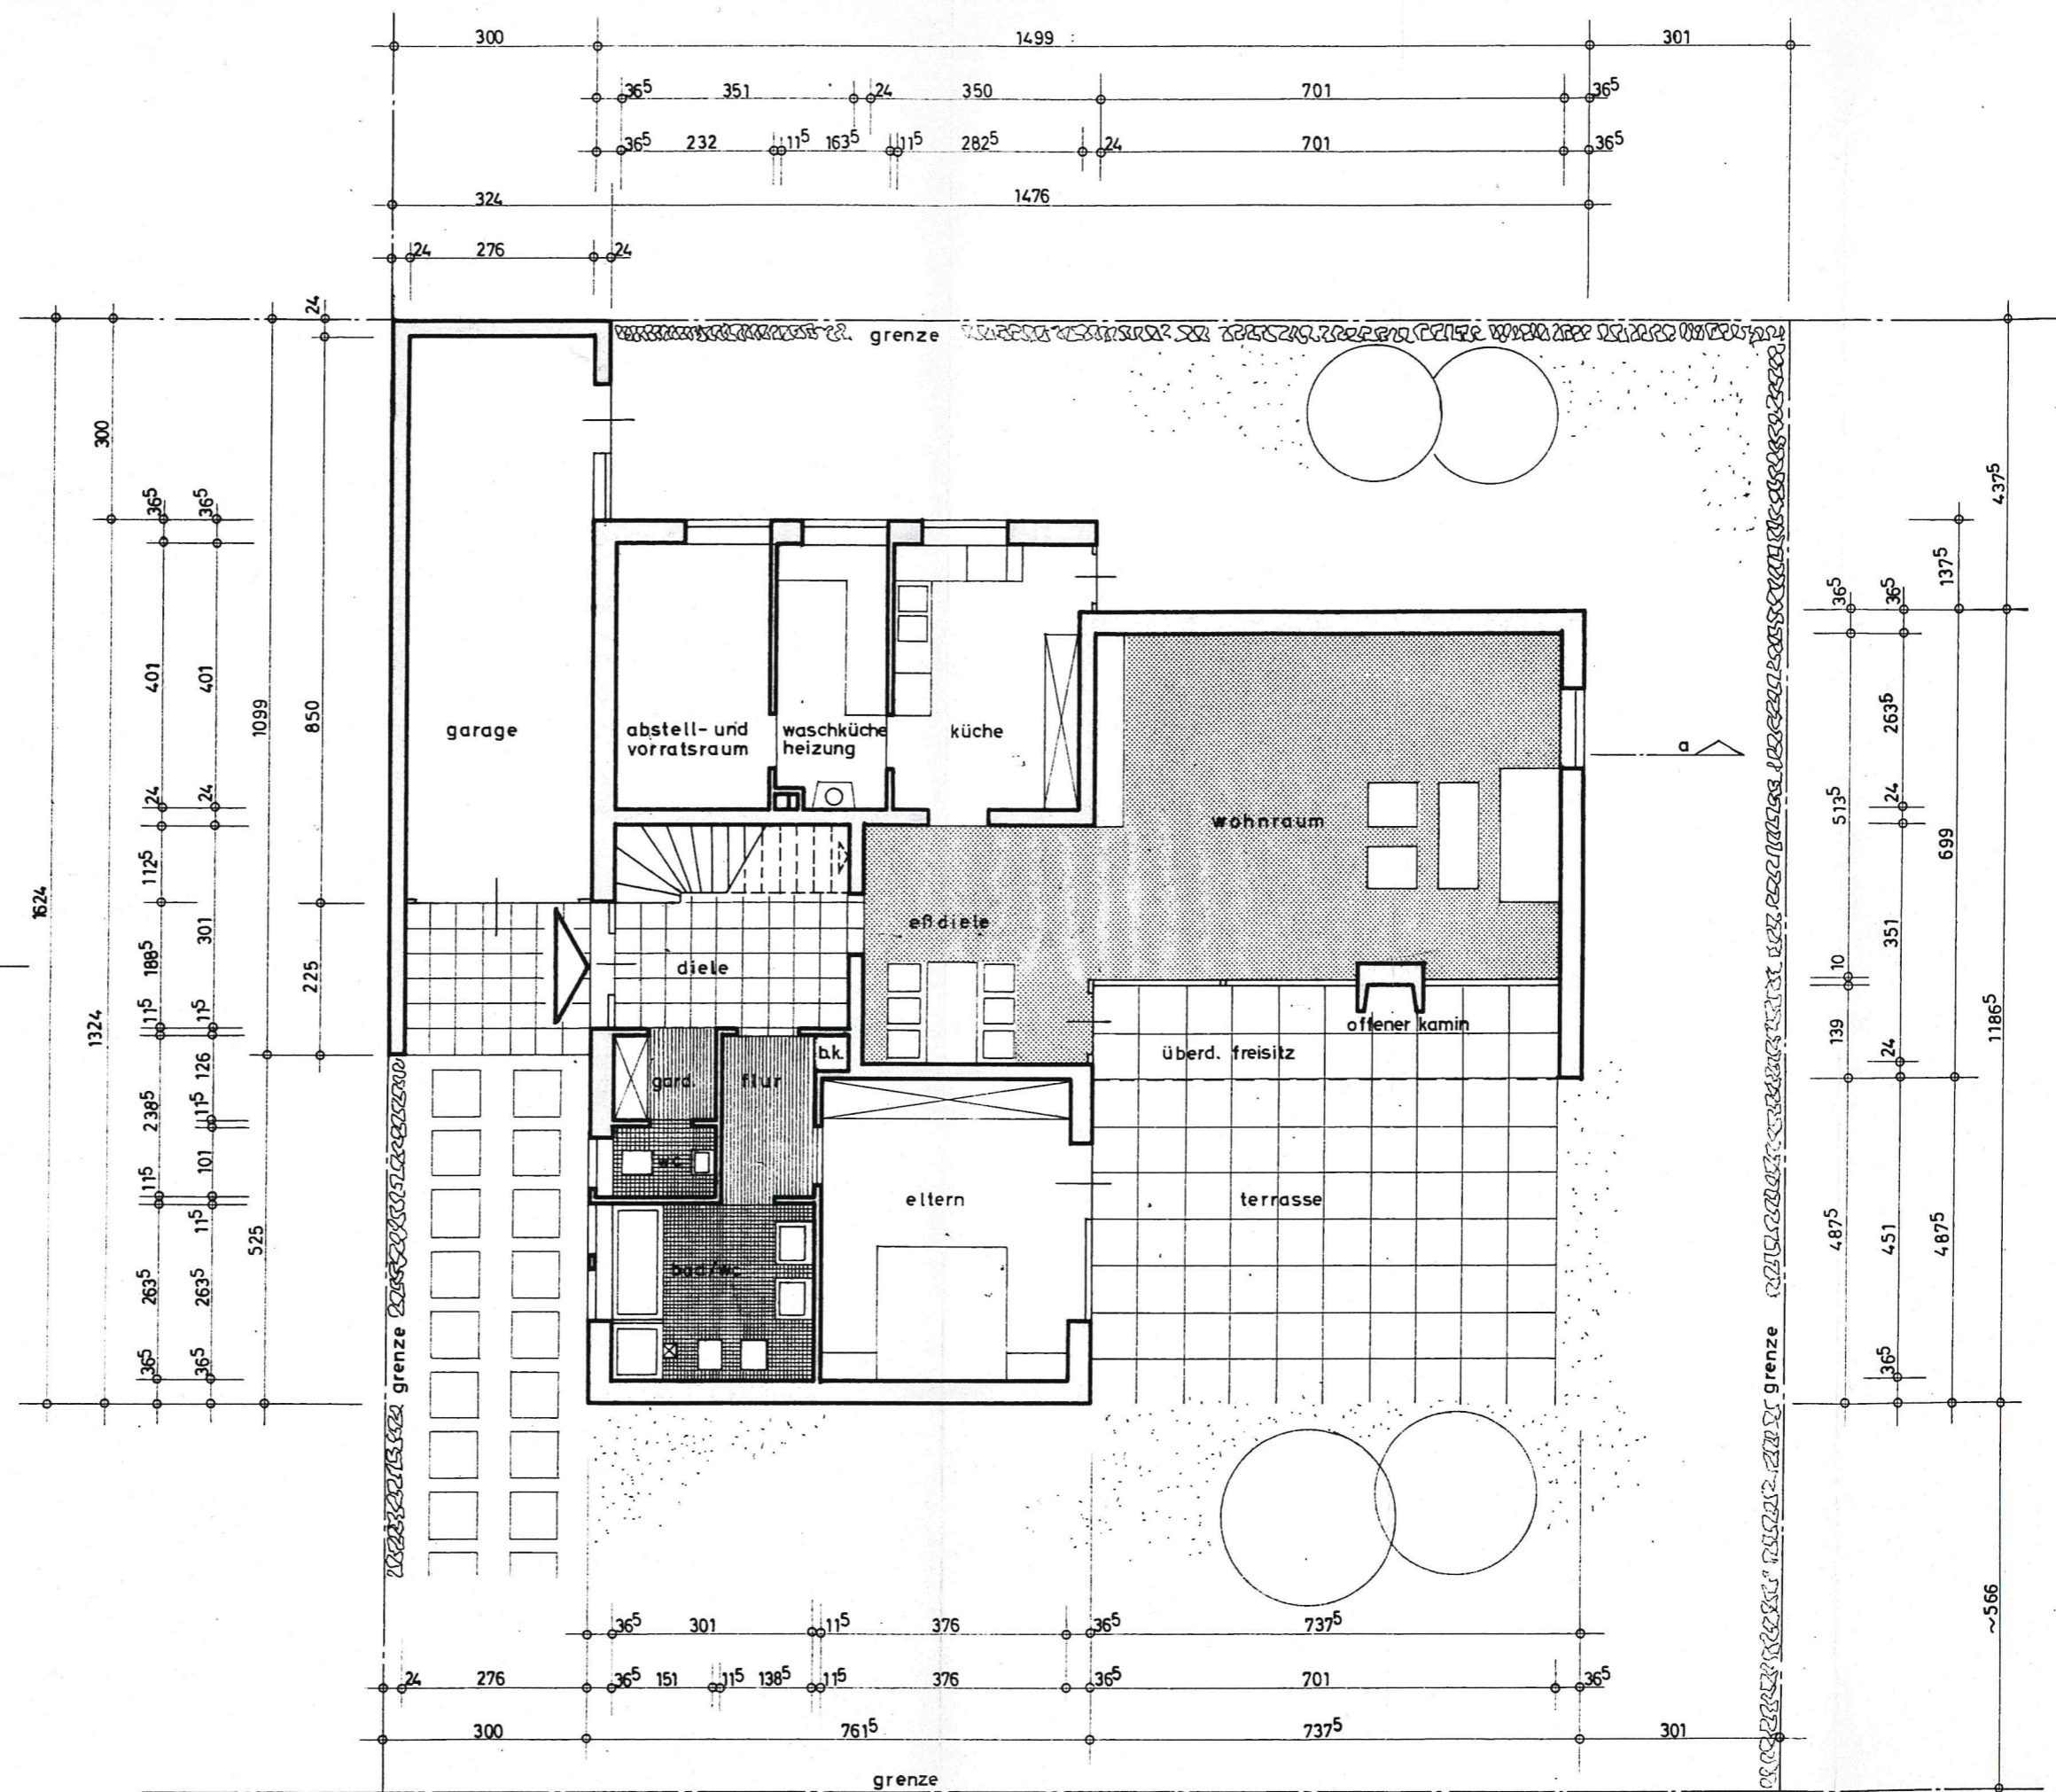 300 1499 301
36⁵ 351 24 350 701 36⁵
36⁵ 232 11⁵ 163⁵ 11⁵ 282⁵ 24 701 36⁵
324 1476
24 276 24
24
grenze
300
437⁵
36⁵ 36⁵
137⁵
36⁵ 36⁵
401 401
1099
850
263⁵
garage
abstell- und
vorratsraum
waschküche
heizung
küche
a
24 24
24
513⁵
wohnraum
699
112⁵
1624
301
eßdiele
351
188⁵
225
diele
10
11⁵ 11⁵
1324
offener kamin
1186⁵
139
24
b.k.
überd. freisitz
126
gard.
flur
238⁵
11⁵
101
wc
11⁵
11⁵
eltern
terrasse
487⁵
451
487⁵
525
bad/wc
263⁵ 263⁵
36⁵ 36⁵
36⁵
grenze
grenze
~566
36⁵ 301 11⁵ 376 36⁵ 737⁵
24 276 36⁵ 151 11⁵ 138⁵ 11⁵ 376 36⁵ 701 36⁵
300 761⁵ 737⁵ 301
grenze